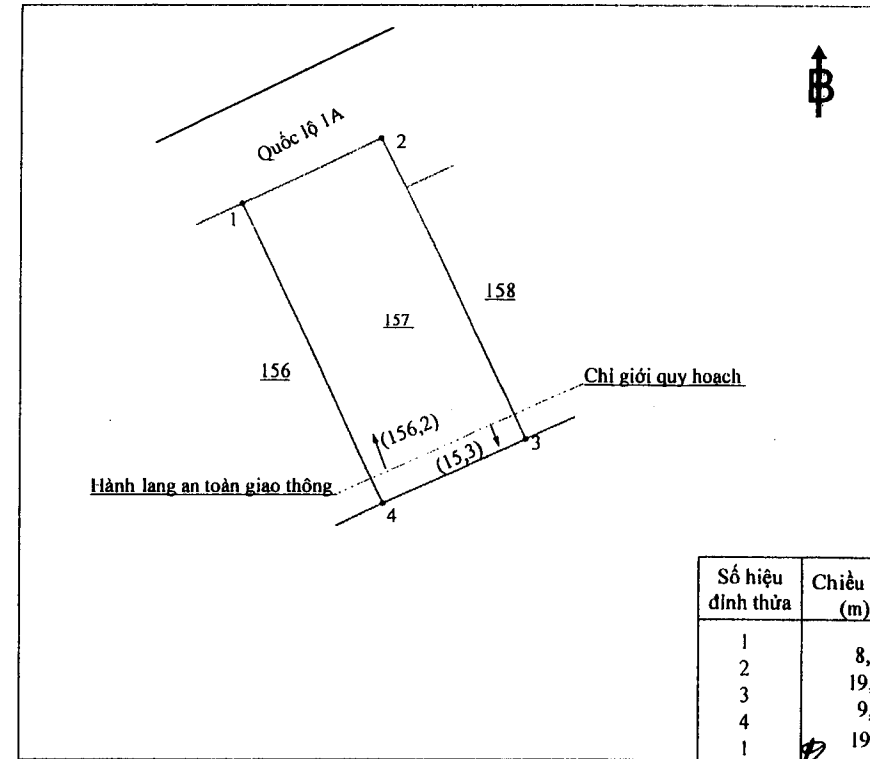 B
Quốc lộ 1A
2
1
158
157
156
Chỉ giới quy hoạch
(156,2)
(15,3)
3
Hành lang an toàn giao thông
4
Số hiệu đỉnh thửa
Chiều
(m)
1
8,
2
19,
3
9,
4
19
1